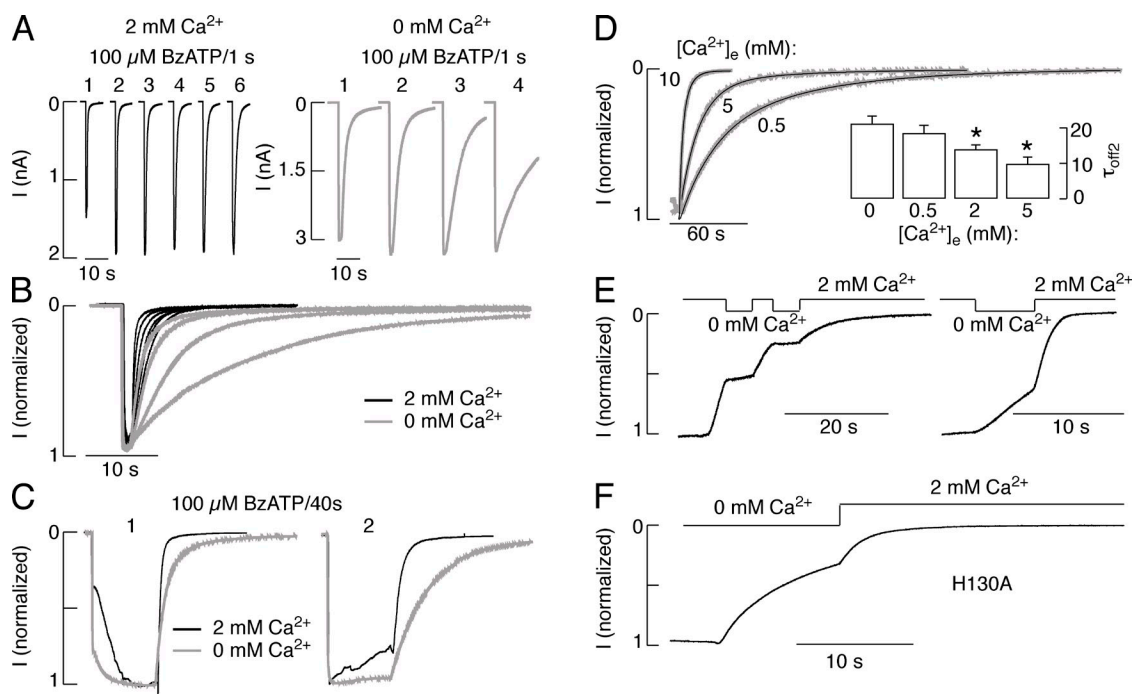 A
2 mM Ca²⁺
0 mM Ca²⁺
100 µM BzATP/1 s
100 µM BzATP/1 s
1 2 3 4 5 6
1 2 3 4
0
1
2
I (nA)
10 s
0
1.5
3
I (nA)
10 s
B
0
1
I (normalized)
2 mM Ca²⁺
0 mM Ca²⁺
10 s
C
100 µM BzATP/40s
1
2
0
1
I (normalized)
2 mM Ca²⁺
0 mM Ca²⁺
D
[Ca²⁺]e (mM):
0
1
I (normalized)
10
5
0.5
60 s
* *
20
10
0
τoff2
0 0.5 2 5
[Ca²⁺]e (mM):
E
2 mM Ca²⁺
2 mM Ca²⁺
0 mM Ca²⁺
0 mM Ca²⁺
0
1
I (normalized)
20 s
10 s
F
2 mM Ca²⁺
0 mM Ca²⁺
0
1
I (normalized)
H130A
10 s